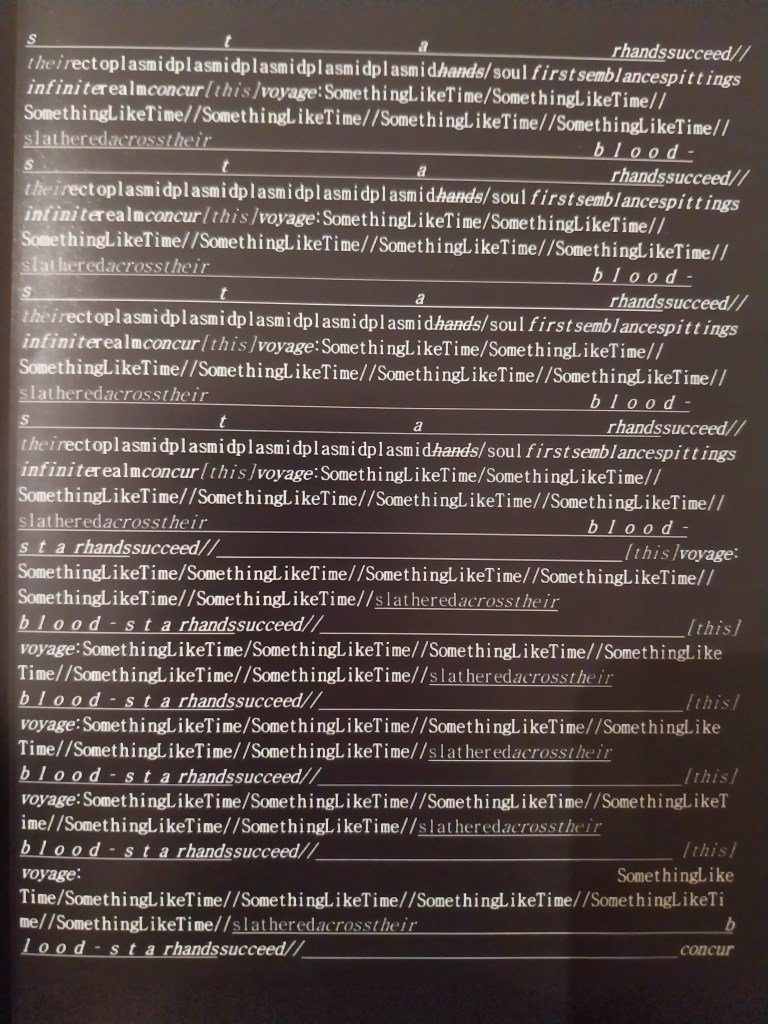 s t a rhandssucceed//
theirectoplasmidplasmidplasmidplasmidplasmidhands/soulfirstsemblancespittings
infiniterealmconcur[this]voyage:SomethingLikeTime/SomethingLikeTime//
SomethingLikeTime//SomethingLikeTime//SomethingLikeTime//SomethingLikeTime//
slatheredacrosstheir b l o o d -
s t a rhandssucceed//
theirectoplasmidplasmidplasmidplasmidplasmidhands/soulfirstsemblancespittings
infiniterealmconcur[this]voyage:SomethingLikeTime/SomethingLikeTime//
SomethingLikeTime//SomethingLikeTime//SomethingLikeTime//SomethingLikeTime//
slatheredacrosstheir b l o o d -
s t a rhandssucceed//
theirectoplasmidplasmidplasmidplasmidplasmidhands/soulfirstsemblancespittings
infiniterealmconcur[this]voyage:SomethingLikeTime/SomethingLikeTime//
SomethingLikeTime//SomethingLikeTime//SomethingLikeTime//SomethingLikeTime//
slatheredacrosstheir b l o o d -
s t a rhandssucceed//
theirectoplasmidplasmidplasmidplasmidplasmidhands/soulfirstsemblancespittings
infiniterealmconcur[this]voyage:SomethingLikeTime/SomethingLikeTime//
SomethingLikeTime//SomethingLikeTime//SomethingLikeTime//SomethingLikeTime//
slatheredacrosstheir b l o o d -
s t a rhandssucceed// [this]voyage:
SomethingLikeTime/SomethingLikeTime//SomethingLikeTime//SomethingLikeTime//
SomethingLikeTime//SomethingLikeTime//slatheredacrosstheir
b l o o d - s t a rhandssucceed// [this]
voyage:SomethingLikeTime/SomethingLikeTime//SomethingLikeTime//SomethingLike
Time//SomethingLikeTime//SomethingLikeTime//slatheredacrosstheir
b l o o d - s t a rhandssucceed// [this]
voyage:SomethingLikeTime/SomethingLikeTime//SomethingLikeTime//SomethingLike
Time//SomethingLikeTime//SomethingLikeTime//slatheredacrosstheir
b l o o d - s t a rhandssucceed// [this]
voyage:SomethingLikeTime/SomethingLikeTime//SomethingLikeTime//SomethingLikeT
ime//SomethingLikeTime//SomethingLikeTime//slatheredacrosstheir
b l o o d - s t a rhandssucceed// [this]
voyage: SomethingLike
Time/SomethingLikeTime//SomethingLikeTime//SomethingLikeTime//SomethingLikeTi
me//SomethingLikeTime//slatheredacrosstheir b
l o o d - s t a rhandssucceed// concur